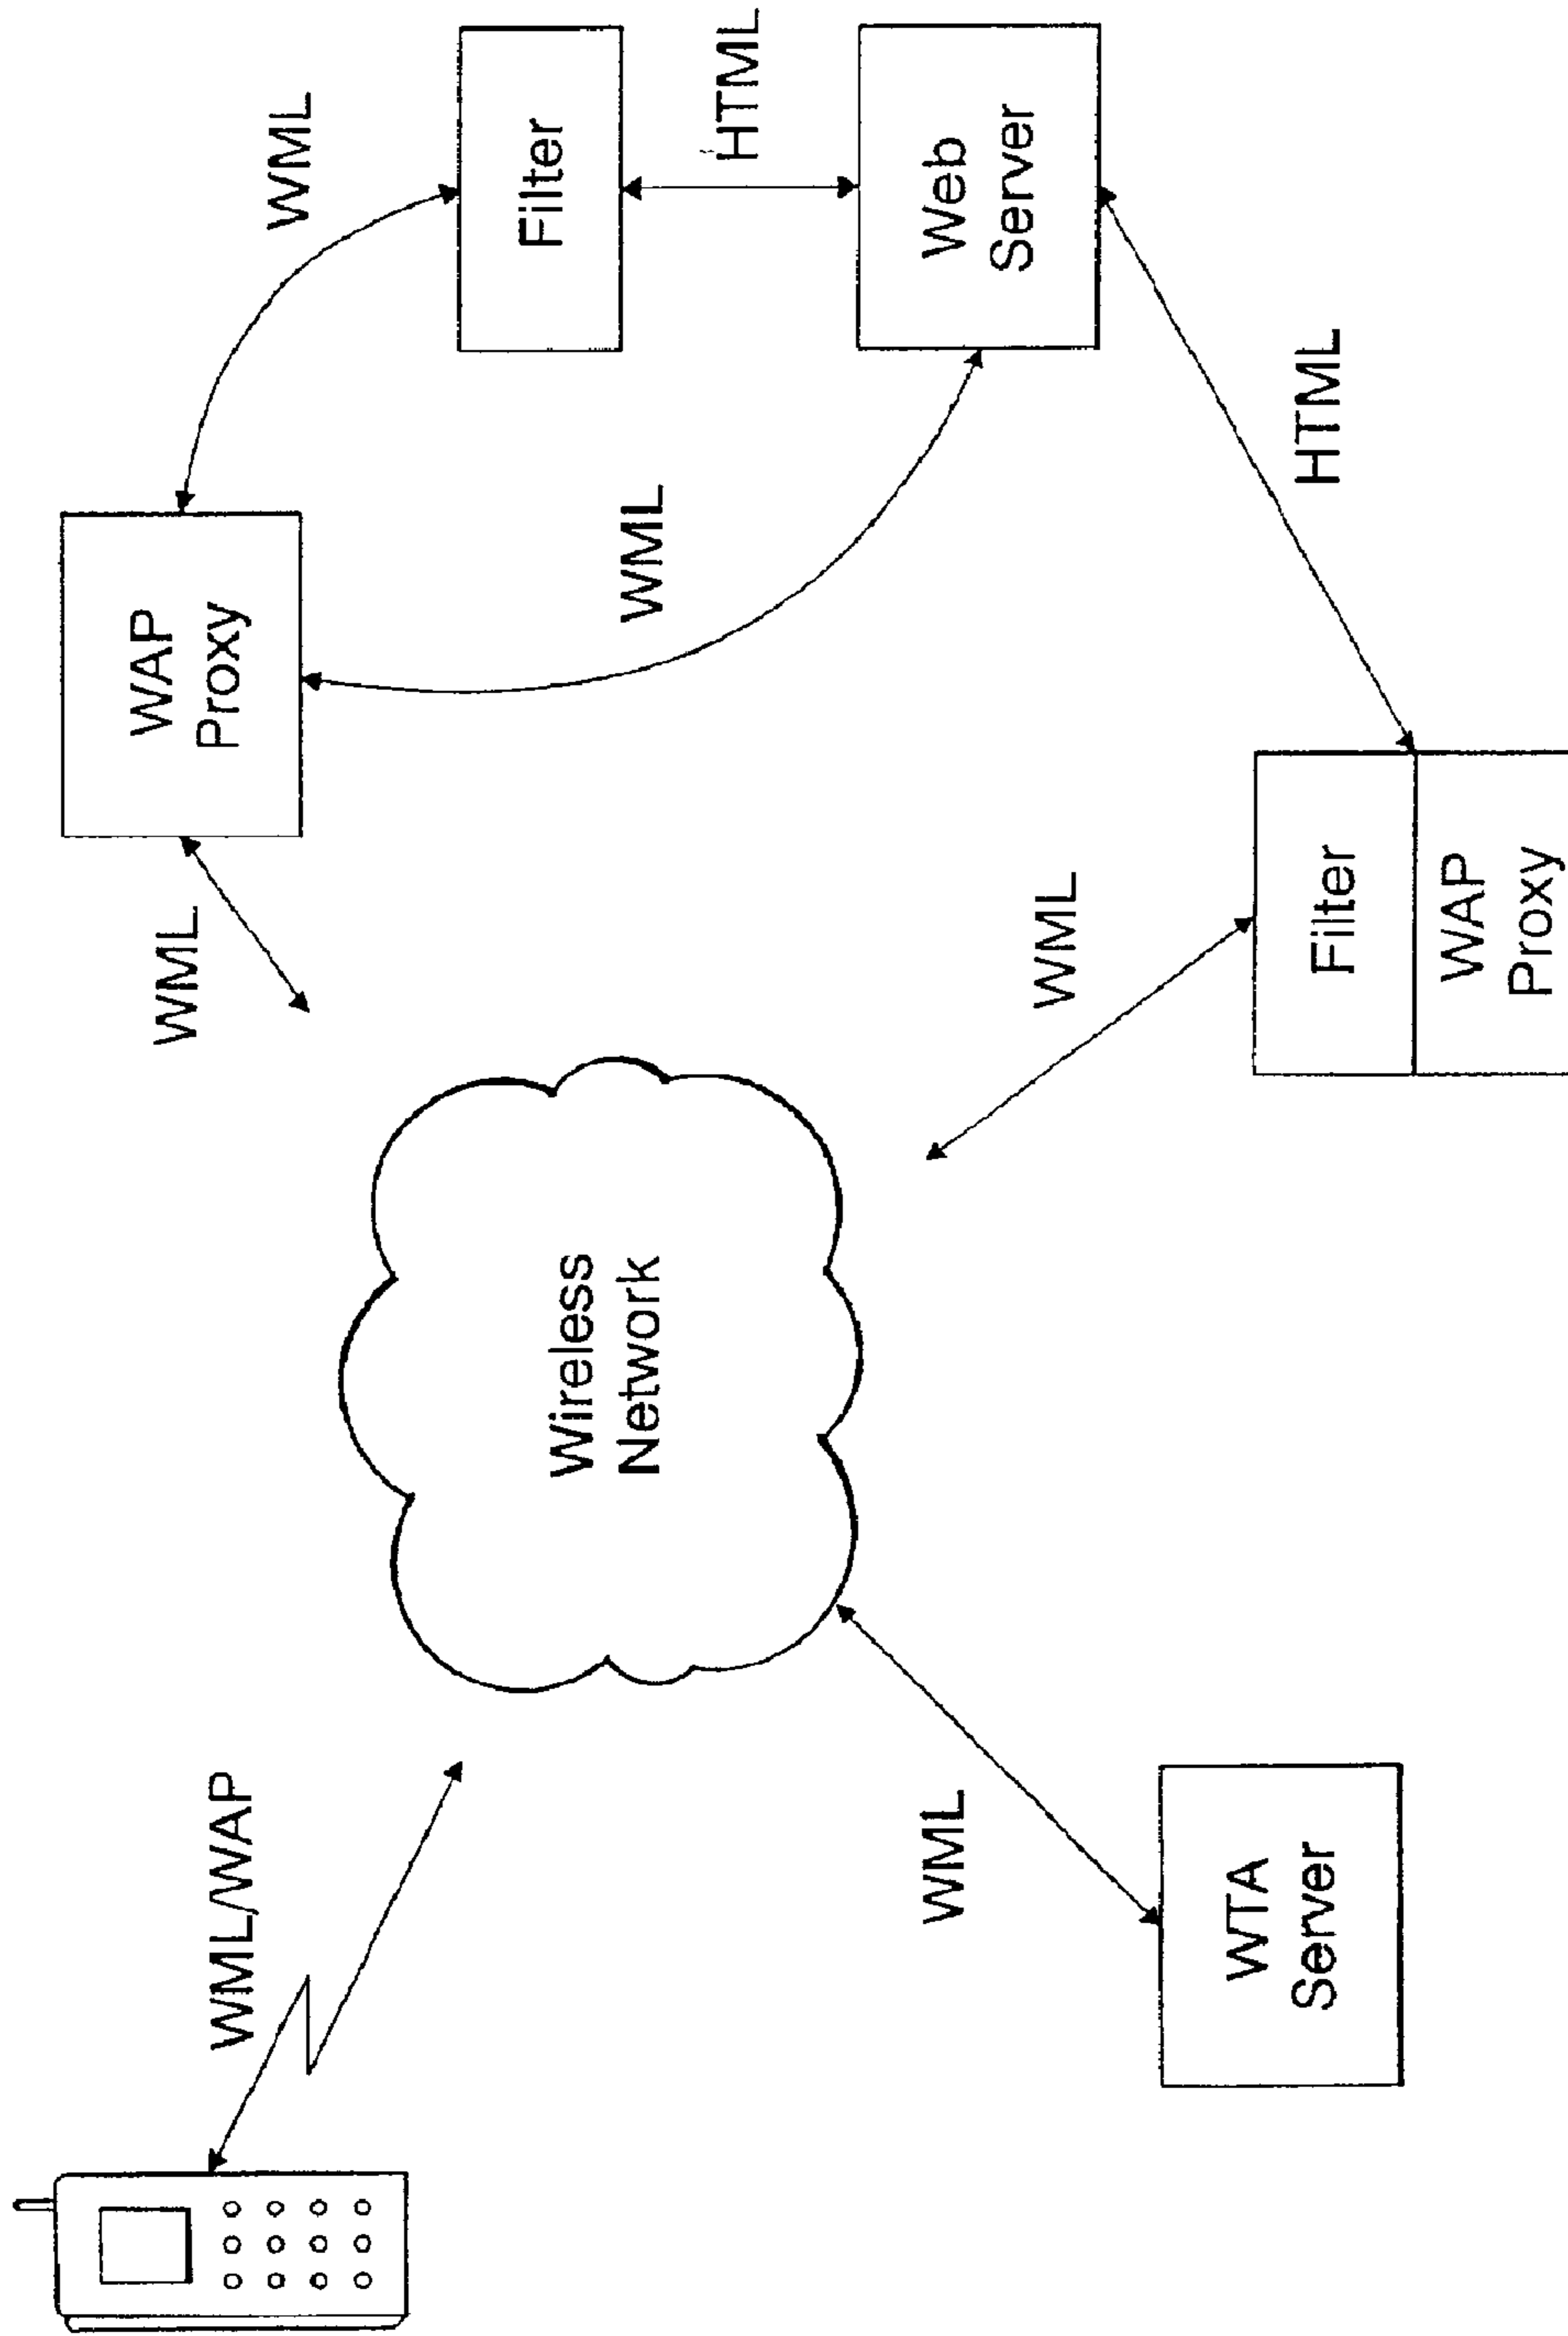 WML/WAP
Wireless
Network
WML
WTA
Server
WML
WAP
Proxy
WML
WML
Filter
HTML
Web
Server
HTML
WML
Filter
WAP
Proxy